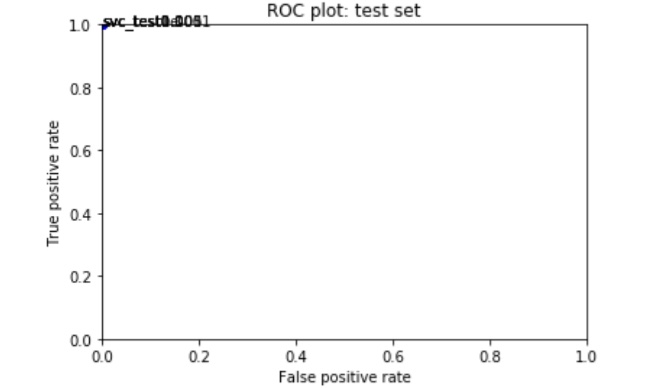 ROC plot: test set
svc_test
1.0
0.8
0.6
0.4
0.2
0.0
True positive rate
0.0 0.2 0.4 0.6 0.8 1.0
False positive rate